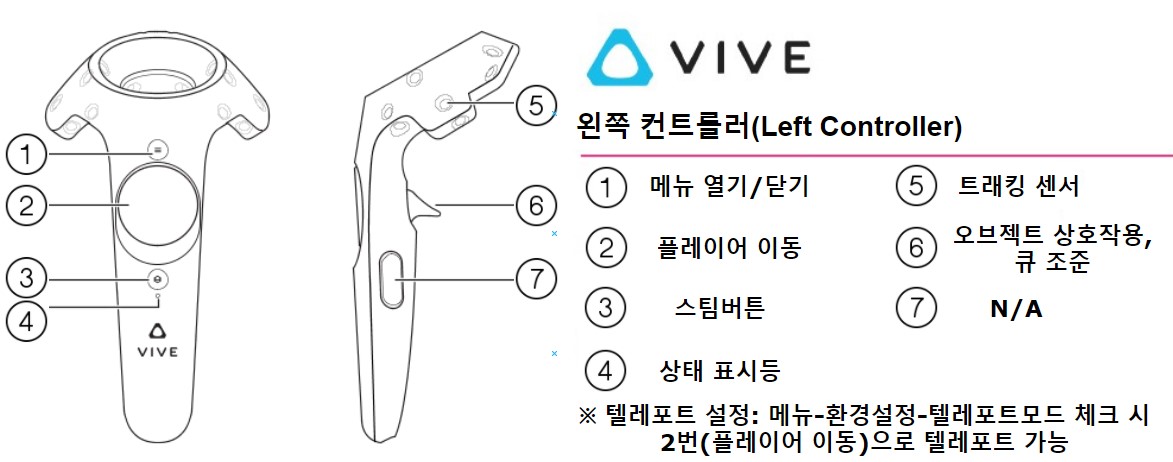 1
2
3
4
VIVE
5
6
7
VIVE
왼쪽 컨트롤러(Left Controller)
1 메뉴 열기/닫기
5 트래킹 센서
2 플레이어 이동
6 오브젝트 상호작용,
큐 조준
3 스팀버튼
7 N/A
4 상태 표시등
※ 텔레포트 설정: 메뉴-환경설정-텔레포트모드 체크 시
2번(플레이어 이동)으로 텔레포트 가능